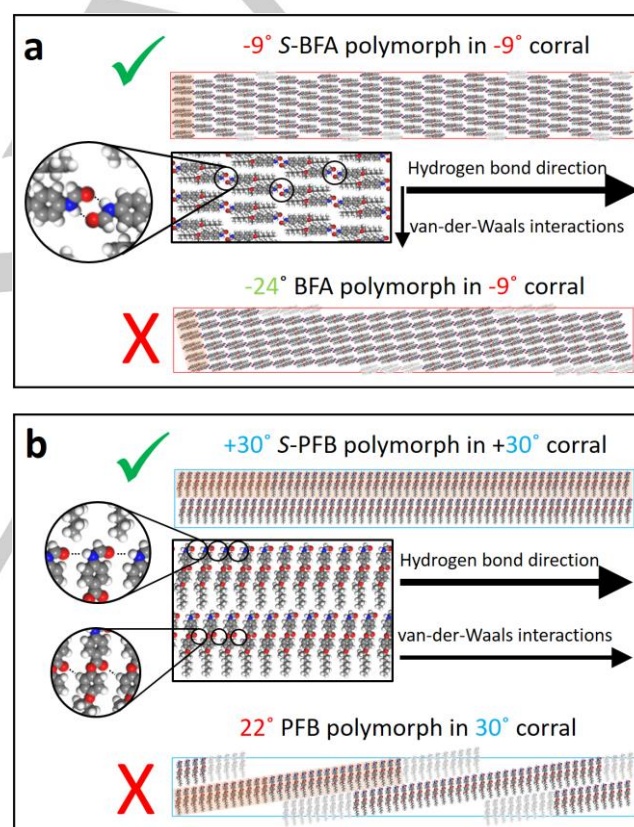 a
-9° S-BFA polymorph in -9° corral
Hydrogen bond direction
van-der-Waals interactions
-24° BFA polymorph in -9° corral
X
b
+30° S-PFB polymorph in +30° corral
Hydrogen bond direction
van-der-Waals interactions
22° PFB polymorph in 30° corral
X